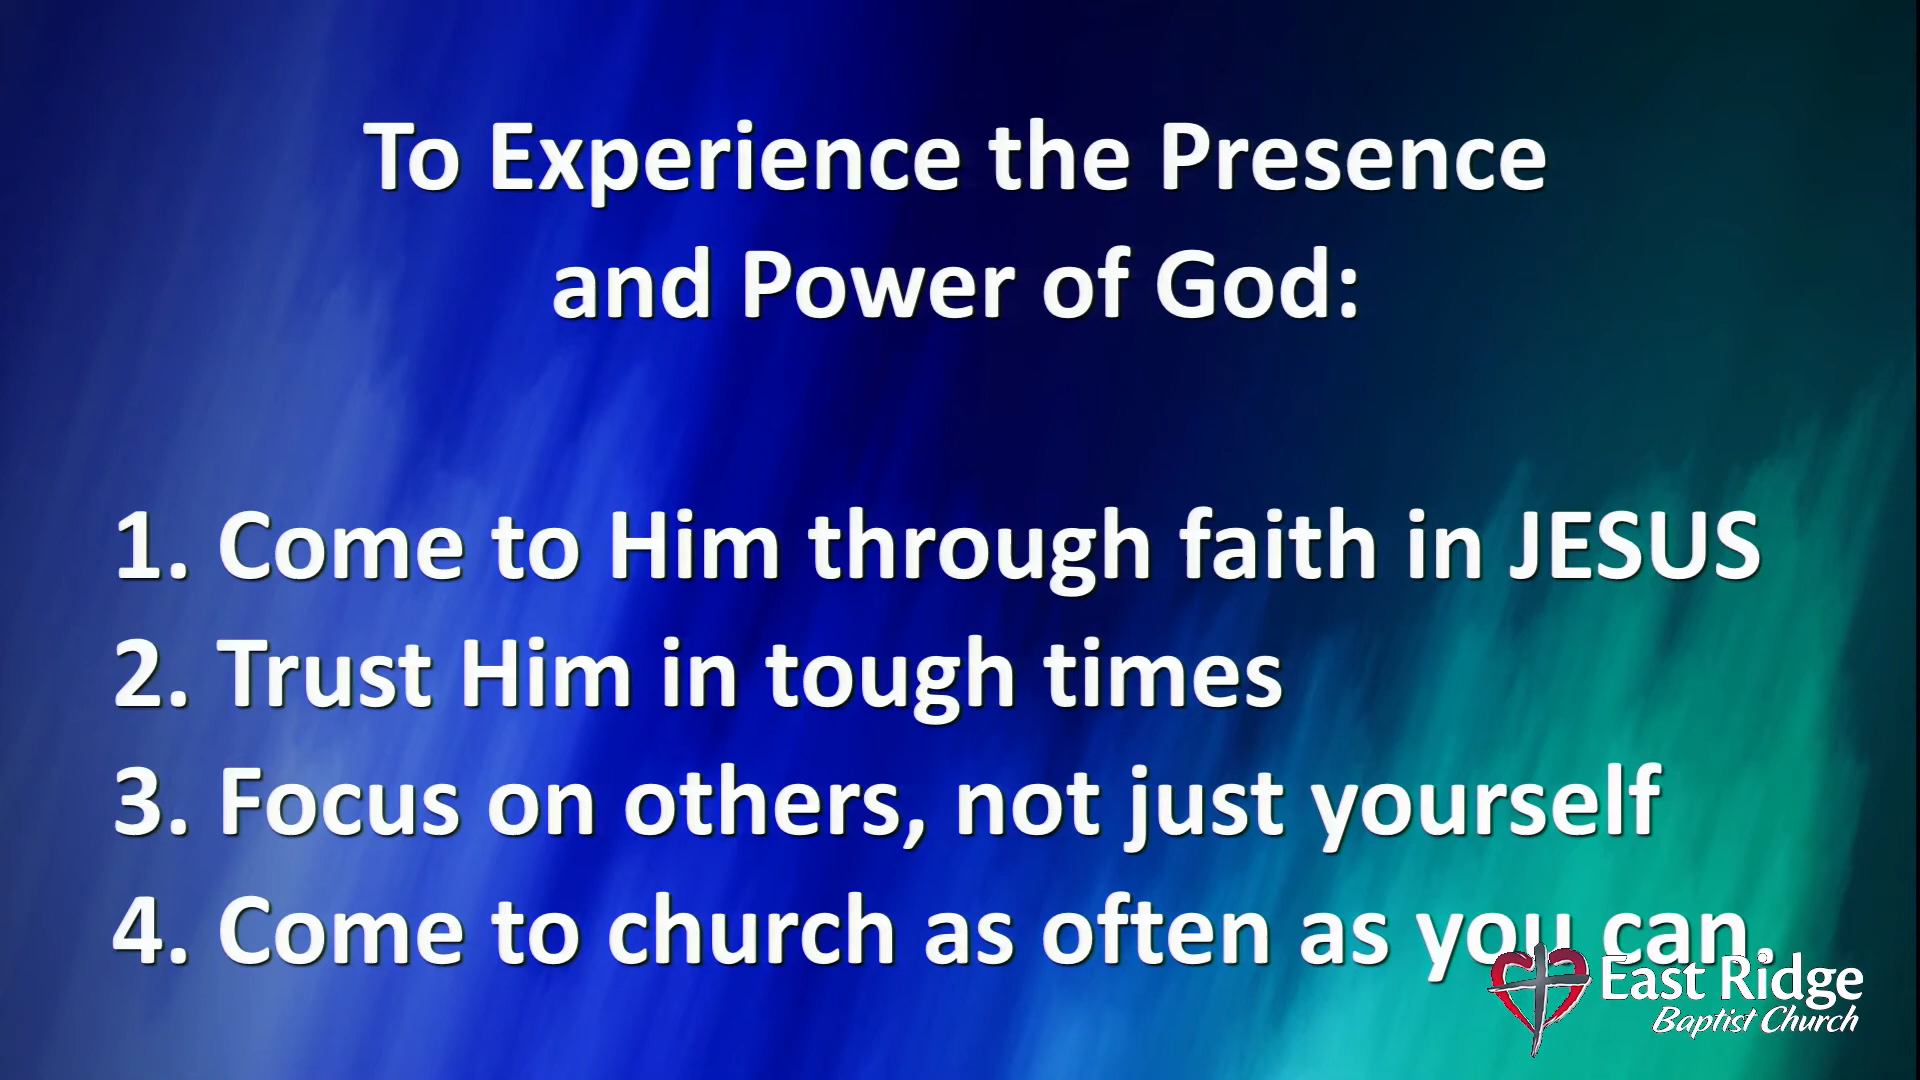 To Experience the Presence
and Power of God:
1. Come to Him through faith in JESUS
2. Trust Him in tough times
3. Focus on others, not just yourself
4. Come to church as often as you can.
East Ridge
Baptist Church